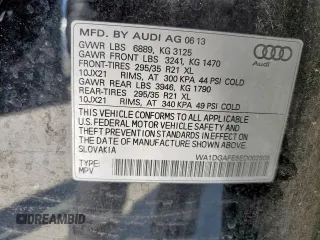 MFD. BY AUDI AG 06 13
GVWR LBS 6889, KG 3125
GAWR FRONT LBS 3241, KG 1470
FRONT-TIRES 295/35 R21 XL
10JX21 RIMS, AT 300 KPA 44 PSI COLD
GAWR REAR LBS 3946, KG 1790
REAR-TIRES 295/35 R21 XL
10JX21 RIMS, AT 340 KPA 49 PSI COLD
Audi
THIS VEHICLE CONFORMS TO ALL APPLICABLE
U.S. FEDERAL MOTOR VEHICLE SAFETY AND
THEFT PREVENTION STANDARDS IN EFFECT ON
THE DATE OF MANUFACTURE SHOWN ABOVE.
SLOVAKIA
TYPE:
MPV
DREAMBID